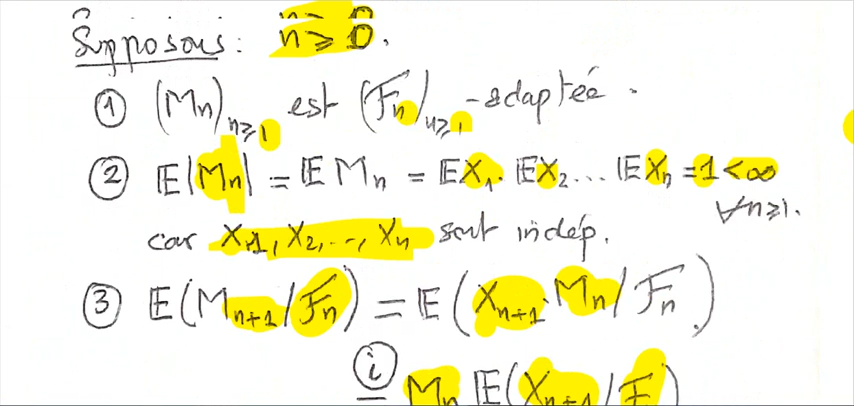 Supposons : n ≥ 0.
① (Mn)n≥1 est (Fn)n≥1 -adaptée.
② E|Mn| = E Mn = EX1 . EX2 ... EXn = 1 < ∞
∀n≥1.
car X1, X2, ..., Xn sont indép.
③ E(Mn+1 / Fn) = E(Xn+1 . Mn / Fn)
ⓘ
= Mn E(Xn+1 / F)